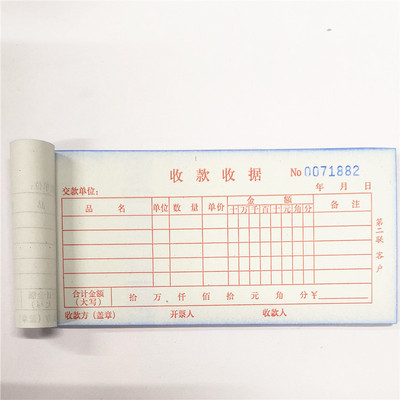 收款收据 No 0071882
交款单位： 年 月 日
品 名 单位 数 量 单价 金 额 备 注
十 万 千 百 十 元 角 分
合计金额（大写） 拾 万 仟 佰 拾 元 角 分 ¥
收款方（盖章） 开票人 收款人
第二联 客户